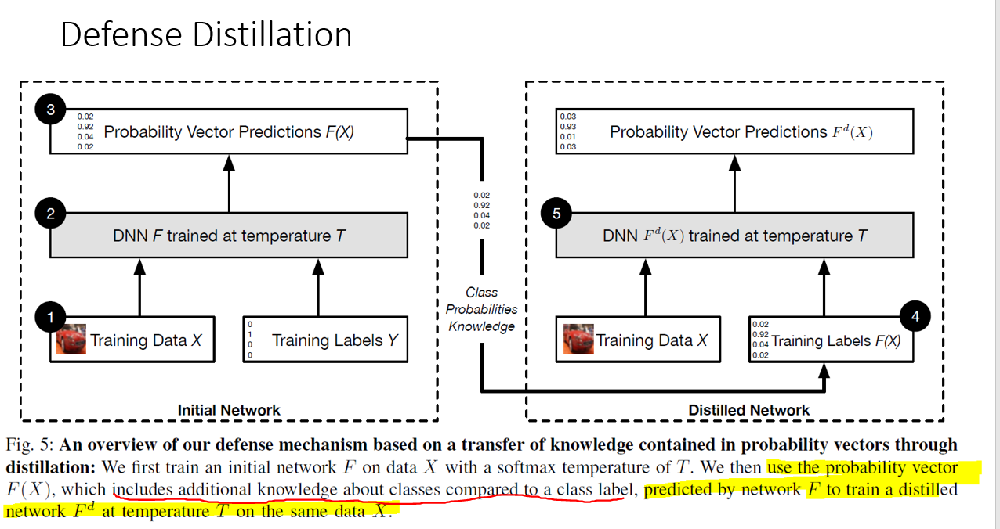 Defense Distillation
3
0.02
0.92
0.04
0.02
Probability Vector Predictions F(X)
0.03
0.93
0.01
0.03
Probability Vector Predictions Fᵈ(X)
2
DNN F trained at temperature T
0.02
0.92
0.04
0.02
5
DNN Fᵈ(X) trained at temperature T
Class
Probabilities
Knowledge
1
Training Data X
0
1
0
0
Training Labels Y
Training Data X
4
0.02
0.92
0.04
0.02
Training Labels F(X)
Initial Network
Distilled Network
Fig. 5: An overview of our defense mechanism based on a transfer of knowledge contained in probability vectors through
distillation: We first train an initial network F on data X with a softmax temperature of T. We then use the probability vector
F(X), which includes additional knowledge about classes compared to a class label, predicted by network F to train a distilled
network Fᵈ at temperature T on the same data X.